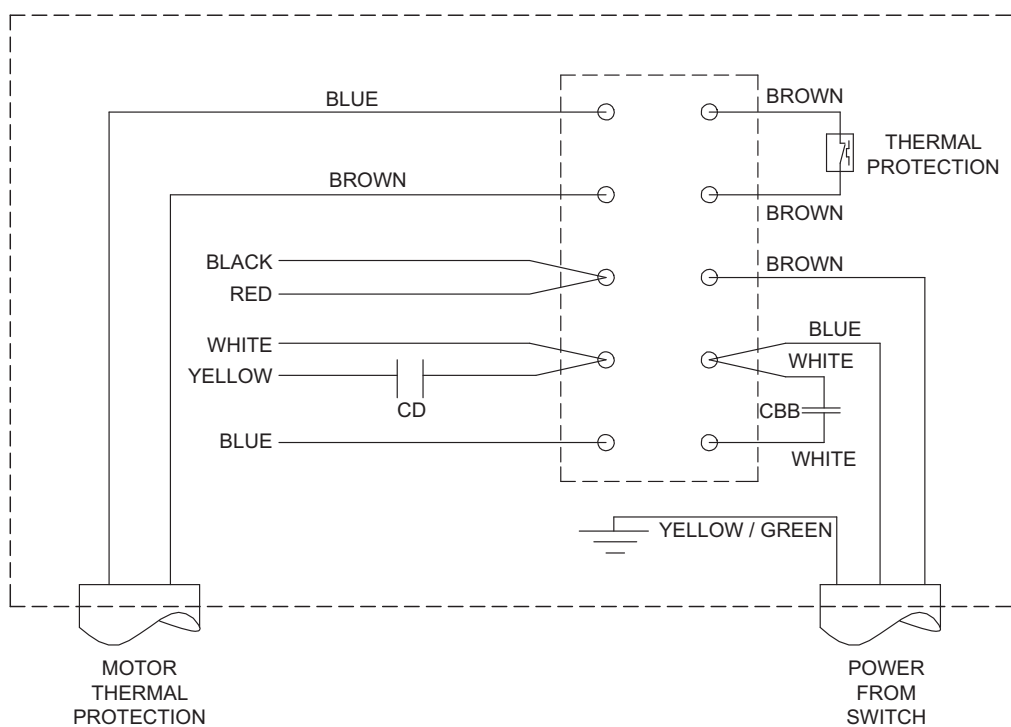 BLUE
BROWN
THERMAL
PROTECTION
BROWN
BROWN
BLACK
BROWN
RED
BLUE
WHITE
WHITE
YELLOW
CD
CBB
BLUE
WHITE
YELLOW / GREEN
MOTOR
THERMAL
PROTECTION
POWER
FROM
SWITCH